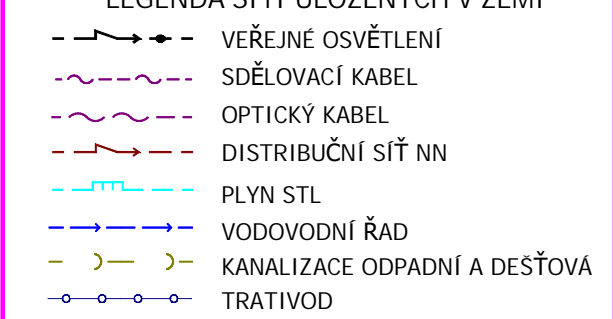 LEGENDA SÍTÍ ULOŽENÝCH V ZEMI
VEŘEJNÉ OSVĚTLENÍ
SDĚLOVACÍ KABEL
OPTICKÝ KABEL
DISTRIBUČNÍ SÍŤ NN
PLYN STL
VODOVODNÍ ŘAD
KANALIZACE ODPADNÍ A DEŠŤOVÁ
TRATIVOD